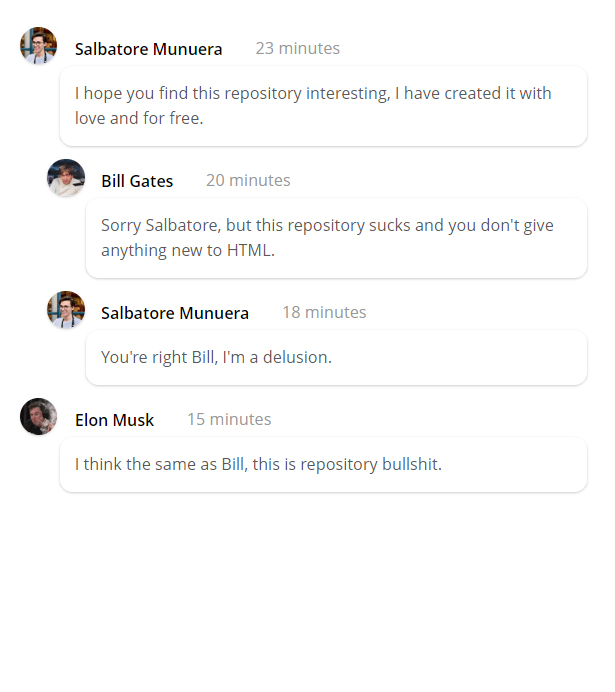 Salbatore Munuera 23 minutes
I hope you find this repository interesting, I have created it with
love and for free.
Bill Gates 20 minutes
Sorry Salbatore, but this repository sucks and you don't give
anything new to HTML.
Salbatore Munuera 18 minutes
You're right Bill, I'm a delusion.
Elon Musk 15 minutes
I think the same as Bill, this is repository bullshit.